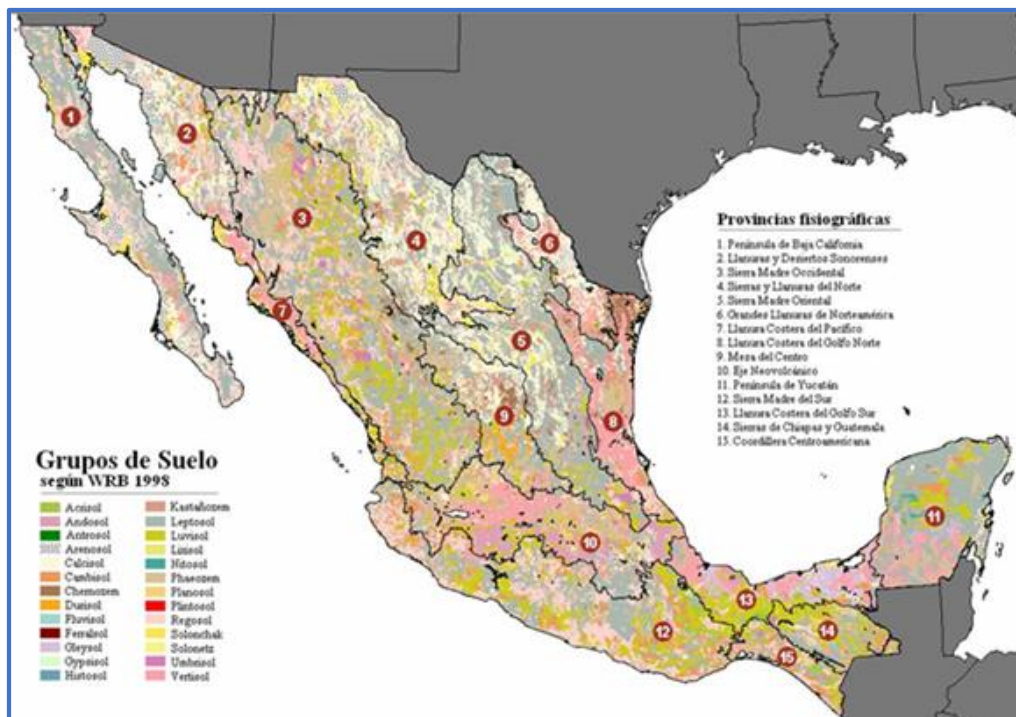 Provincias fisiográficas
1. Península de Baja California
2. Llanuras y Desiertos Sonorenses
3. Sierra Madre Occidental
4. Sierras y Llanuras del Norte
5. Sierra Madre Oriental
6. Grandes Llanuras de Norteamérica
7. Llanura Costera del Pacífico
8. Llanura Costera del Golfo Norte
9. Mesa del Centro
10. Eje Neovolcánico
11. Península de Yucatán
12. Sierra Madre del Sur
13. Llanura Costera del Golfo Sur
14. Sierras de Chiapas y Guatemala
15. Coordillera Centroamericana
Grupos de Suelo
según WRB 1998
Acrisol
Andosol
Antrosol
Arenosol
Calcisol
Cambisol
Chernozem
Durisol
Fluvisol
Ferralsol
Gleysol
Gypsisol
Histosol
Kastañozem
Leptosol
Luvisol
Lixisol
Nitosol
Phaeozem
Planosol
Plintosol
Regosol
Solonchak
Solonetz
Umbrisol
Vertisol
1
2
3
4
5
6
7
8
9
10
11
12
13
14
15